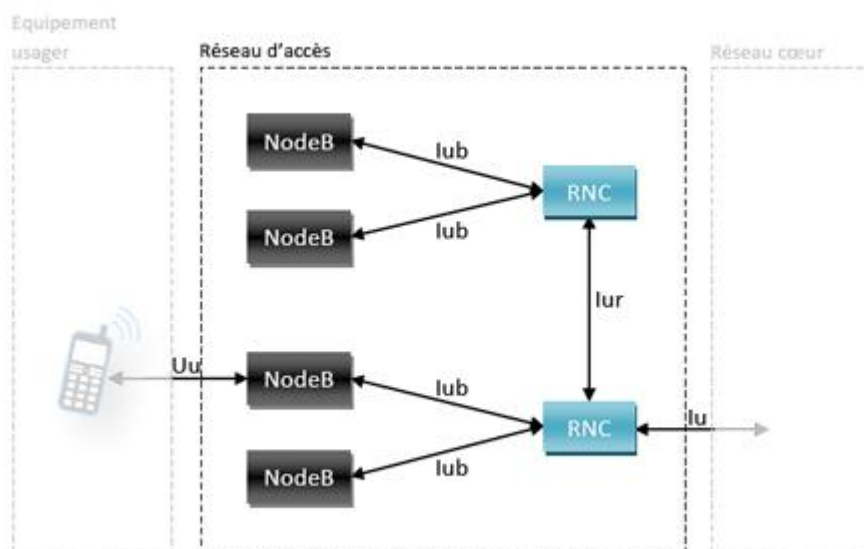 Equipement
usager
Réseau d'accès
Réseau cœur
NodeB
Iub
RNC
NodeB
Iub
Iur
Uu
NodeB
Iub
RNC
Iu
NodeB
Iub